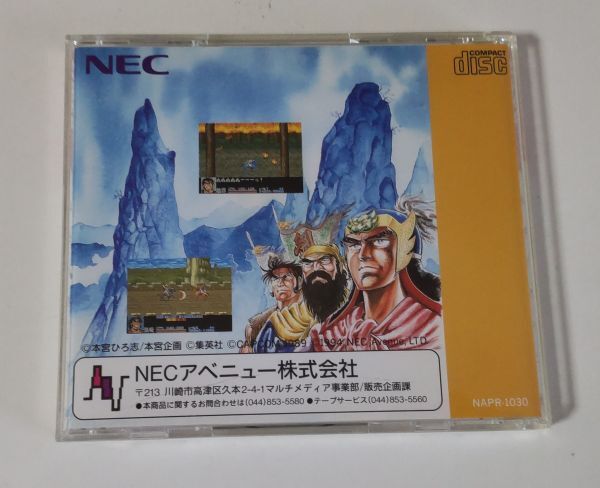 NEC
COMPACT
disc
©本宮ひろ志/本宮企画 ©集英社 ©CAPCOM 1989 ©1994 NEC Avenue, LTD.
NECアベニュー株式会社
〒213 川崎市高津区久本2-4-1マルチメディア事業部/販売企画課
●本商品に関するお問合わせは(044)853-5580 ●テープサービス(044)853-5560
NAPR-1030